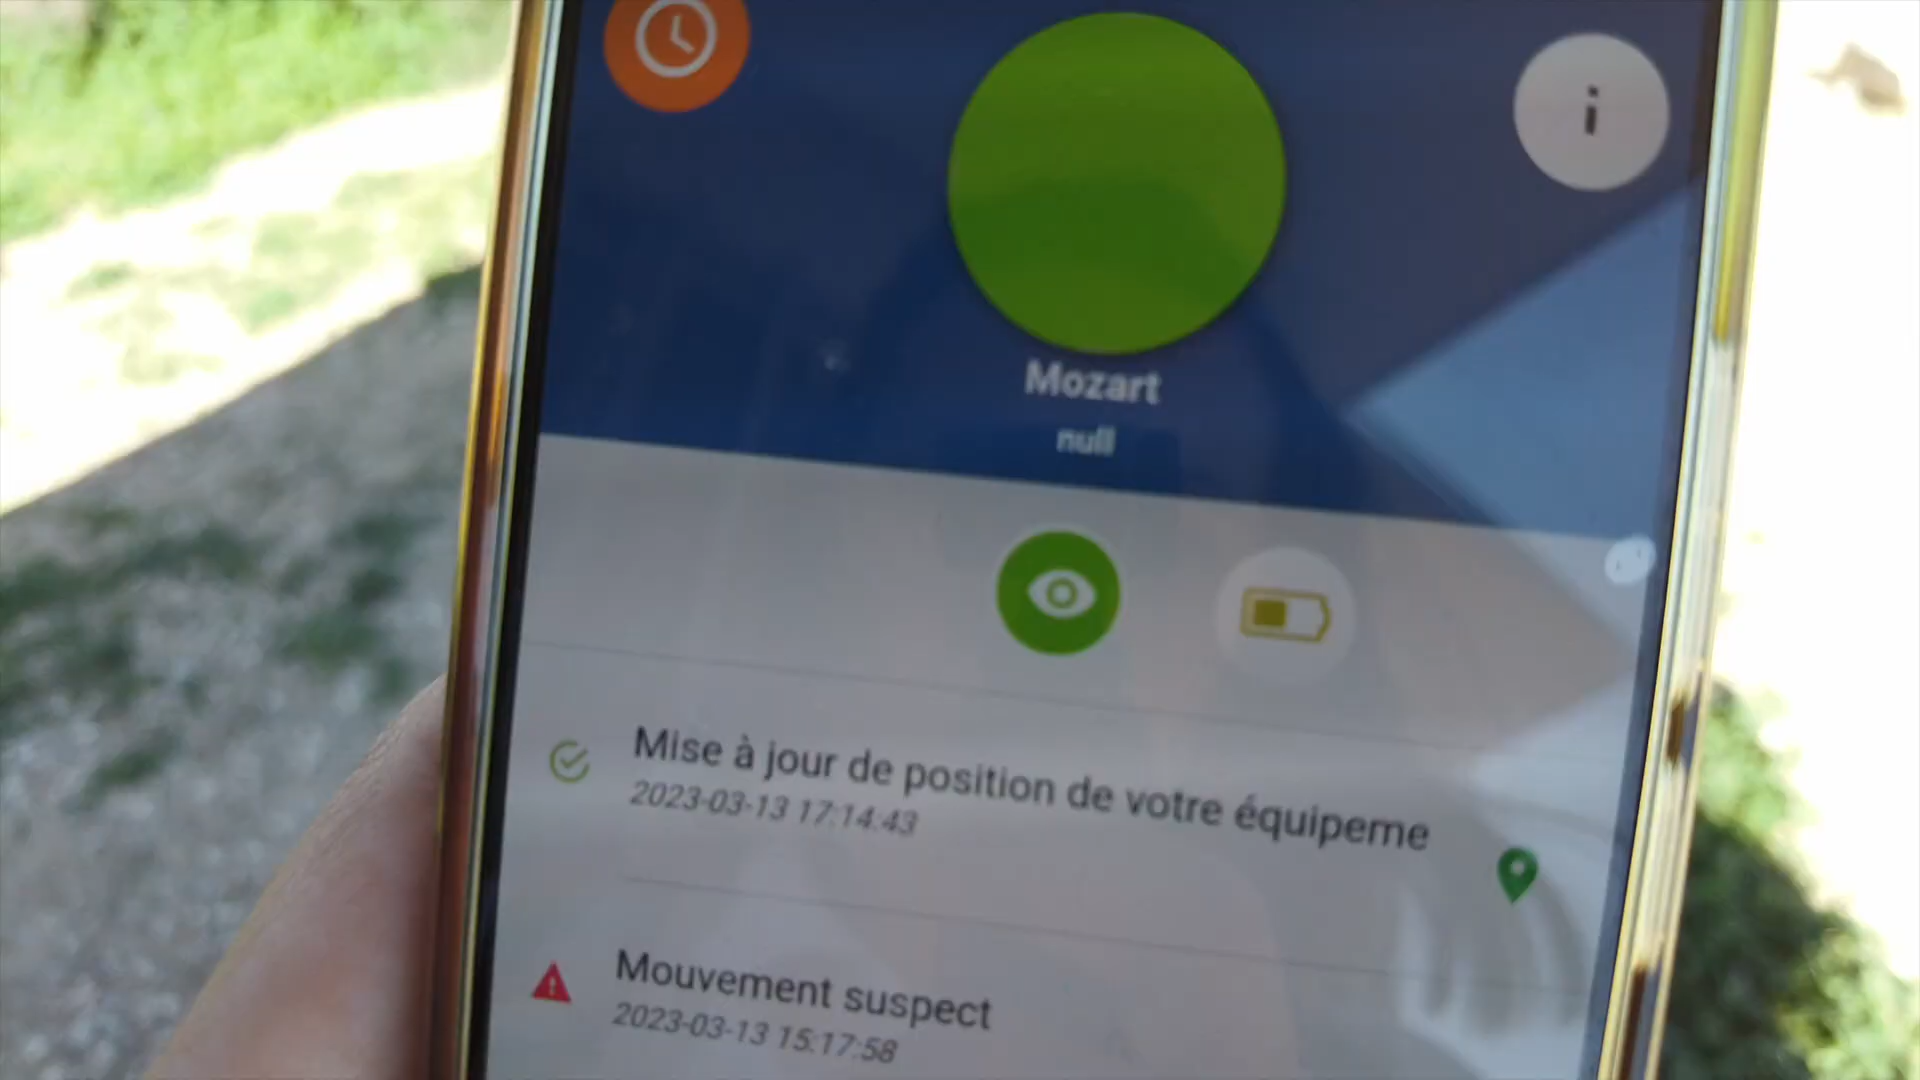 Mozart
null
Mise à jour de position de votre équipeme
2023-03-13 17:14:43
Mouvement suspect
2023-03-13 15:17:58